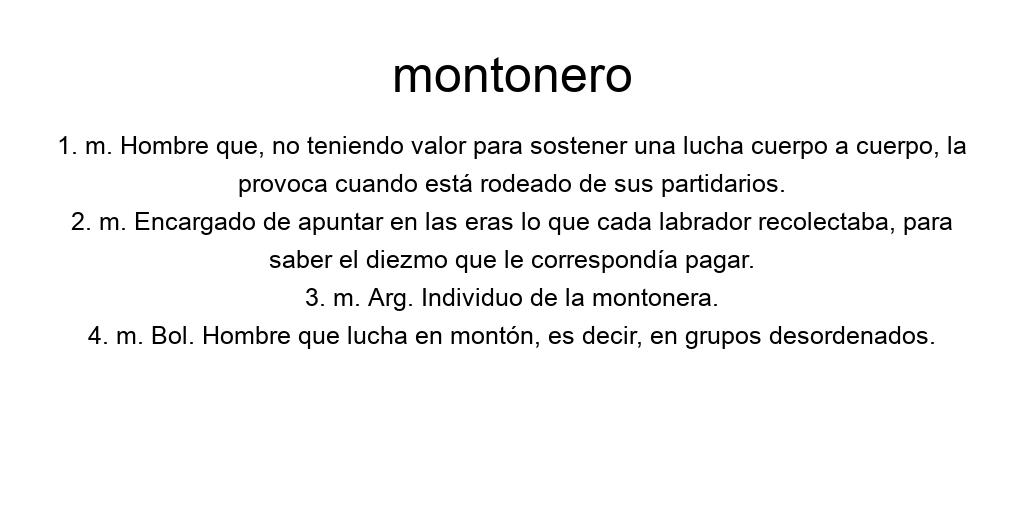 montonero
1. m. Hombre que, no teniendo valor para sostener una lucha cuerpo a cuerpo, la
provoca cuando está rodeado de sus partidarios.
2. m. Encargado de apuntar en las eras lo que cada labrador recolectaba, para
saber el diezmo que le correspondía pagar.
3. m. Arg. Individuo de la montonera.
4. m. Bol. Hombre que lucha en montón, es decir, en grupos desordenados.